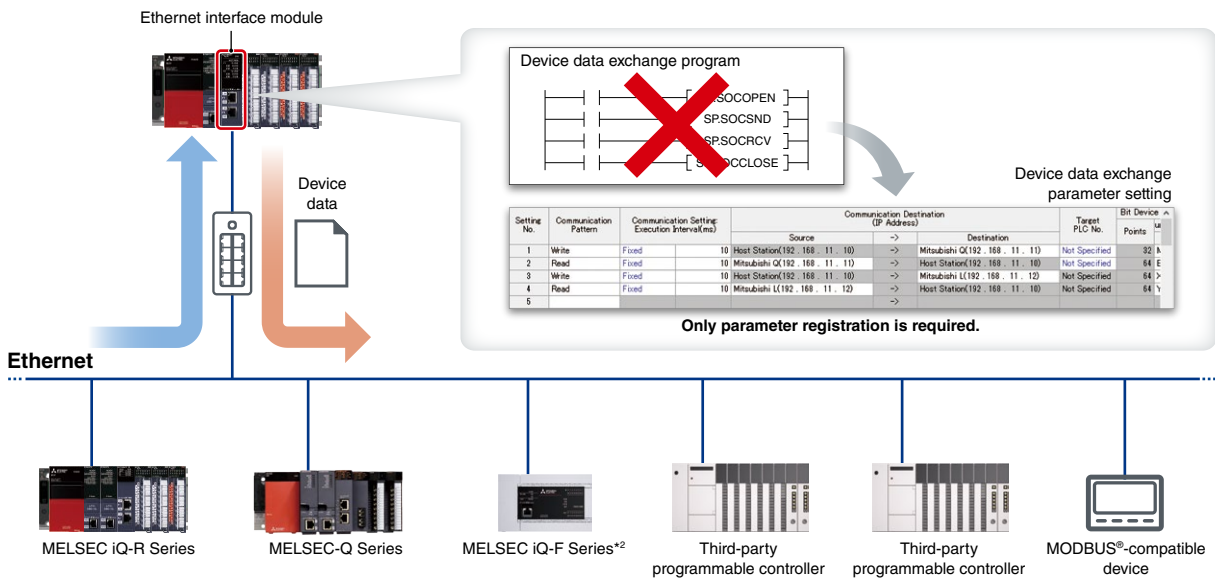 Ethernet interface module
Device data exchange program
SOCOPEN
SP.SOCSND
SP.SOCRCV
OCCLOSE
Device data
Device data exchange
parameter setting
Setting No. Communication Pattern Communication Setting: Execution Interval(ms) Communication Destination (IP Address) Target PLC No. Bit Device
Source -> Destination Points
1 Write Fixed 10 Host Station(192 . 168 . 11 . 10) -> Mitsubishi Q(192 . 168 . 11 . 11) Not Specified 32
2 Read Fixed 10 Mitsubishi Q(192 . 168 . 11 . 11) -> Host Station(192 . 168 . 11 . 10) Not Specified 64
3 Write Fixed 10 Host Station(192 . 168 . 11 . 10) -> Mitsubishi L(192 . 168 . 11 . 12) Not Specified 64
4 Read Fixed 10 Mitsubishi L(192 . 168 . 11 . 12) -> Host Station(192 . 168 . 11 . 10) Not Specified 64
5 ->
Only parameter registration is required.
Ethernet
MELSEC iQ-R Series
MELSEC-Q Series
MELSEC iQ-F Series*2
Third-party
programmable controller
Third-party
programmable controller
MODBUS®-compatible
device